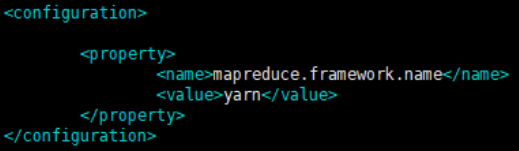 <configuration>
<property>
<name>mapreduce.framework.name</name>
<value>yarn</value>
</property>
</configuration>